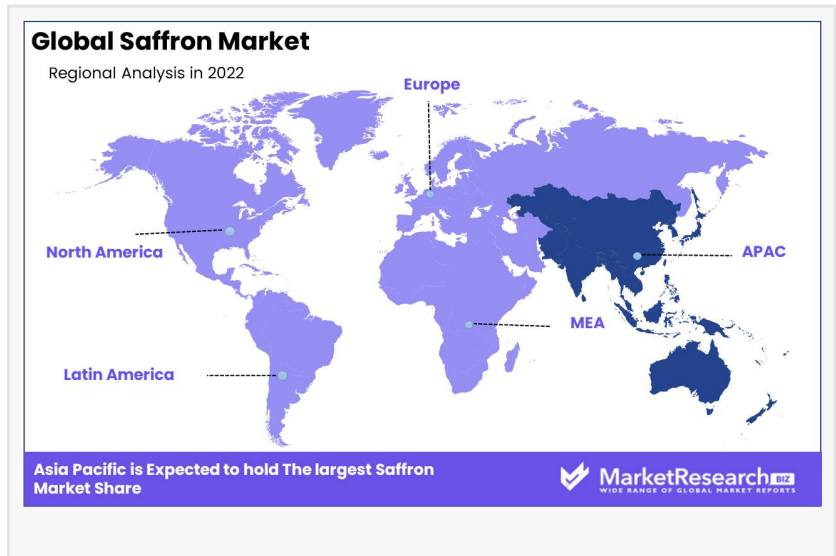 Global Saffron Market
Regional Analysis in 2022
Europe
North America
APAC
MEA
Latin America
Asia Pacific is Expected to hold The largest Saffron
Market Share
MarketResearch BIZ
WIDE RANGE OF GLOBAL MARKET REPORTS